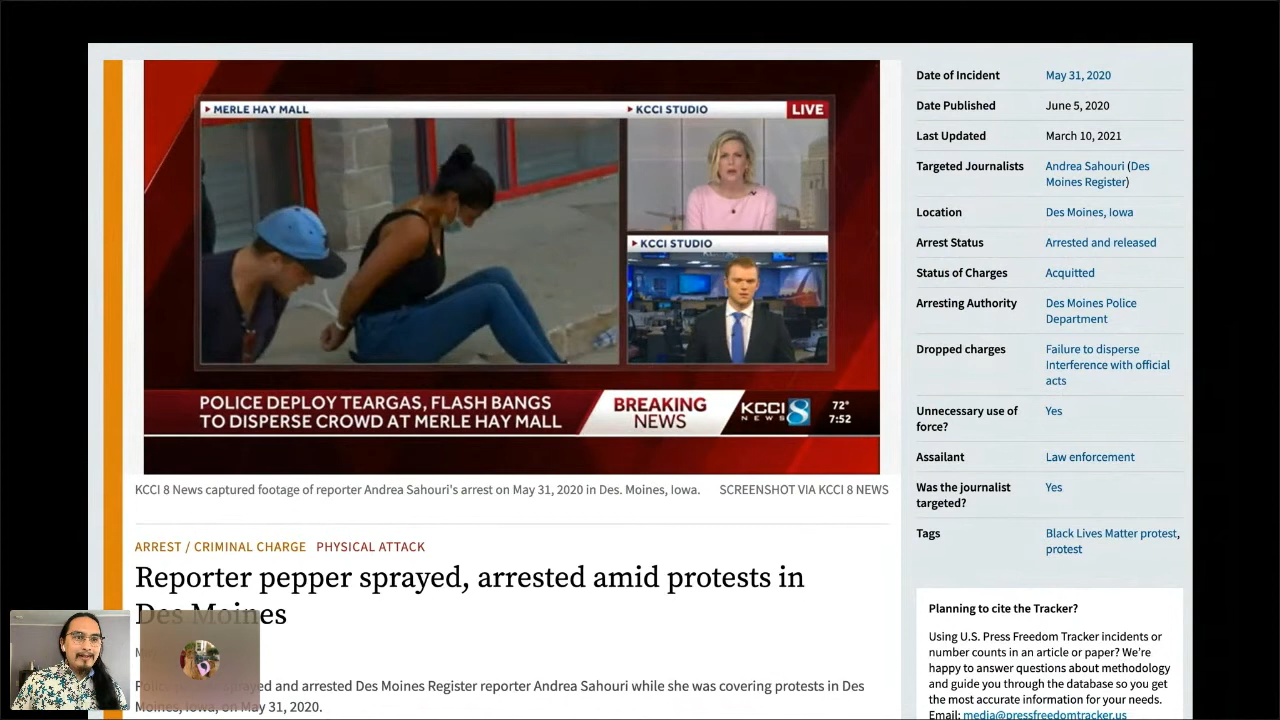 MERLE HAY MALL
KCCI STUDIO
LIVE
KCCI STUDIO
POLICE DEPLOY TEARGAS, FLASH BANGS
TO DISPERSE CROWD AT MERLE HAY MALL
BREAKING
NEWS
KCCI 8
NEWS
72°
7:52
KCCI 8 News captured footage of reporter Andrea Sahouri's arrest on May 31, 2020 in Des. Moines, Iowa.
SCREENSHOT VIA KCCI 8 NEWS
ARREST / CRIMINAL CHARGE PHYSICAL ATTACK
Reporter pepper sprayed, arrested amid protests in
Des Moines
sprayed and arrested Des Moines Register reporter Andrea Sahouri while she was covering protests in Des
Moines, Iowa, on May 31, 2020.
Date of Incident May 31, 2020
Date Published June 5, 2020
Last Updated March 10, 2021
Targeted Journalists Andrea Sahouri (Des
Moines Register)
Location Des Moines, Iowa
Arrest Status Arrested and released
Status of Charges Acquitted
Arresting Authority Des Moines Police
Department
Dropped charges Failure to disperse
Interference with official
acts
Unnecessary use of Yes
force?
Assailant Law enforcement
Was the journalist Yes
targeted?
Tags Black Lives Matter protest,
protest
Planning to cite the Tracker?
Using U.S. Press Freedom Tracker incidents or
number counts in an article or paper? We're
happy to answer questions about methodology
and guide you through the database so you get
the most accurate information for your needs.
Email: media@pressfreedomtracker.us